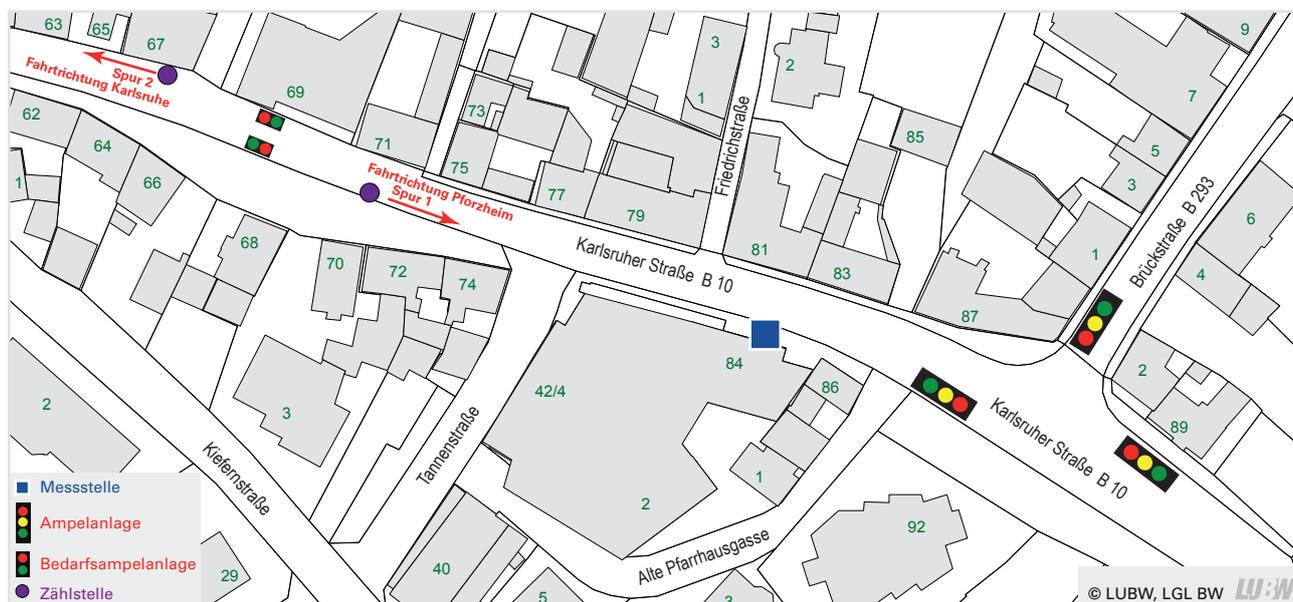 63
65
67
Spur 2
Fahrtrichtung Karlsruhe
69
62
64
66
1
71
73
75
Fahrtrichtung Pforzheim
Spur 1
77
79
3
1
Friedrichstraße
2
85
81
83
87
9
7
5
3
1
Brückstraße B 293
6
4
2
89
68
70
72
74
Karlsruher Straße B 10
84
86
42/4
2
1
3
2
Kiefernstraße
Tannenstraße
Alte Pfarrhausgasse
Karlsruher Straße B 10
92
40
5
3
29
Messstelle
Ampelanlage
Bedarfsampelanlage
Zählstelle
© LUBW, LGL BW LUBW